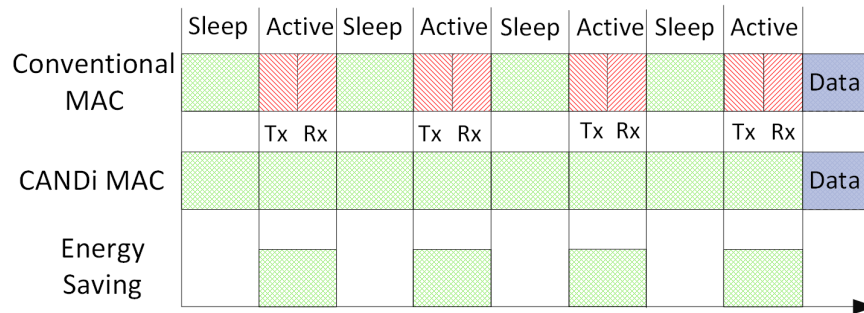 Sleep Active Sleep Active Sleep Active Sleep Active
Conventional
MAC
Data
Tx Rx Tx Rx Tx Rx Tx Rx
CANDi MAC
Data
Energy
Saving